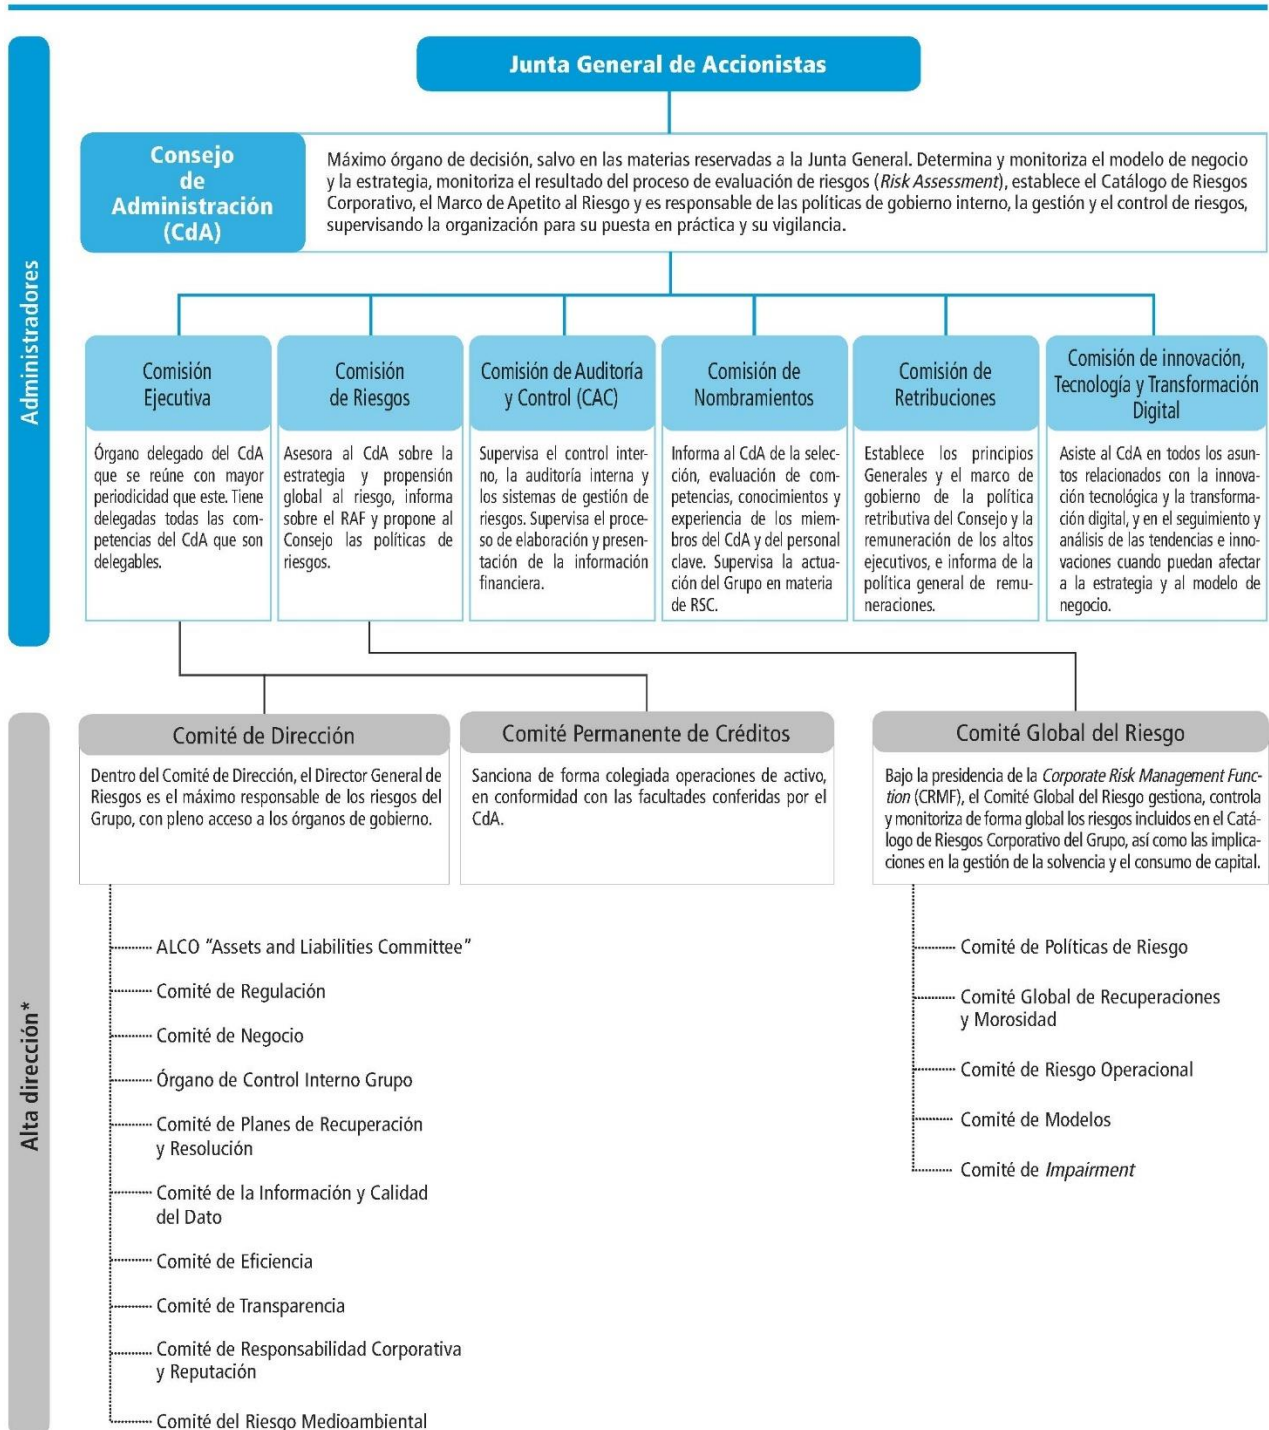 Administradores
Junta General de Accionistas
Consejo
de
Administración
(CdA)
Máximo órgano de decisión, salvo en las materias reservadas a la Junta General. Determina y monitoriza el modelo de negocio
y la estrategia, monitoriza el resultado del proceso de evaluación de riesgos (Risk Assessment), establece el Catálogo de Riesgos
Corporativo, el Marco de Apetito al Riesgo y es responsable de las políticas de gobierno interno, la gestión y el control de riesgos,
supervisando la organización para su puesta en práctica y su vigilancia.
Comisión
Ejecutiva
Órgano delegado del CdA
que se reúne con mayor
periodicidad que este. Tiene
delegadas todas las com-
petencias del CdA que son
delegables.
Comisión
de Riesgos
Asesora al CdA sobre la
estrategia y propensión
global al riesgo, informa
sobre el RAF y propone al
Consejo las políticas de
riesgos.
Comisión de Auditoría
y Control (CAC)
Supervisa el control inter-
no, la auditoría interna y
los sistemas de gestión de
riesgos. Supervisa el proce-
so de elaboración y presen-
tación de la información
financiera.
Comisión de
Nombramientos
Informa al CdA de la selec-
ción, evaluación de com-
petencias, conocimientos y
experiencia de los miem-
bros del CdA y del personal
clave. Supervisa la actua-
ción del Grupo en materia
de RSC.
Comisión de
Retribuciones
Establece los principios
Generales y el marco de
gobierno de la política
retributiva del Consejo y la
remuneración de los altos
ejecutivos, e informa de la
política general de remu-
neraciones.
Comisión de innovación,
Tecnología y Transformación
Digital
Asiste al CdA en todos los asun-
tos relacionados con la innova-
ción tecnológica y la transforma-
ción digital, y en el seguimiento y
análisis de las tendencias e inno-
vaciones cuando puedan afectar
a la estrategia y al modelo de
negocio.
Alta dirección*
Comité de Dirección
Dentro del Comité de Dirección, el Director General de
Riesgos es el máximo responsable de los riesgos del
Grupo, con pleno acceso a los órganos de gobierno.
Comité Permanente de Créditos
Sanciona de forma colegiada operaciones de activo,
en conformidad con las facultades conferidas por el
CdA.
Comité Global del Riesgo
Bajo la presidencia de la Corporate Risk Management Func-
tion (CRMF), el Comité Global del Riesgo gestiona, controla
y monitoriza de forma global los riesgos incluidos en el Catá-
logo de Riesgos Corporativo del Grupo, así como las implica-
ciones en la gestión de la solvencia y el consumo de capital.
ALCO "Assets and Liabilities Committee"
Comité de Regulación
Comité de Negocio
Órgano de Control Interno Grupo
Comité de Planes de Recuperación
y Resolución
Comité de la Información y Calidad
del Dato
Comité de Eficiencia
Comité de Transparencia
Comité de Responsabilidad Corporativa
y Reputación
Comité del Riesgo Medioambiental
Comité de Políticas de Riesgo
Comité Global de Recuperaciones
y Morosidad
Comité de Riesgo Operacional
Comité de Modelos
Comité de Impairment